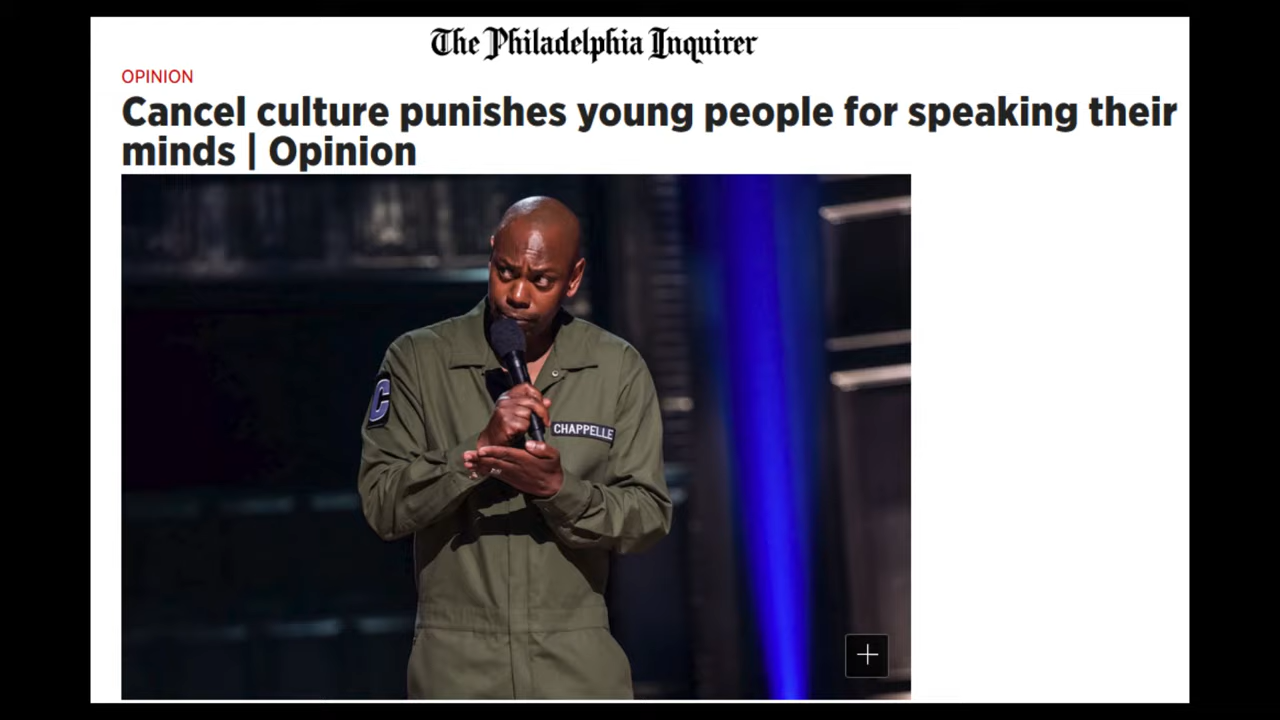 The Philadelphia Inquirer
OPINION
Cancel culture punishes young people for speaking their
minds | Opinion
C
CHAPPELLE